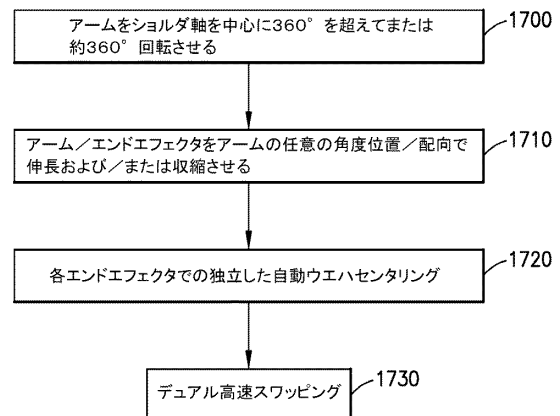 アームをショルダ軸を中心に360°を超えてまたは
約360°回転させる
1700
アーム／エンドエフェクタをアームの任意の角度位置／配向で
伸長および／または収縮させる
1710
各エンドエフェクタでの独立した自動ウエハセンタリング
1720
デュアル高速スワッピング
1730